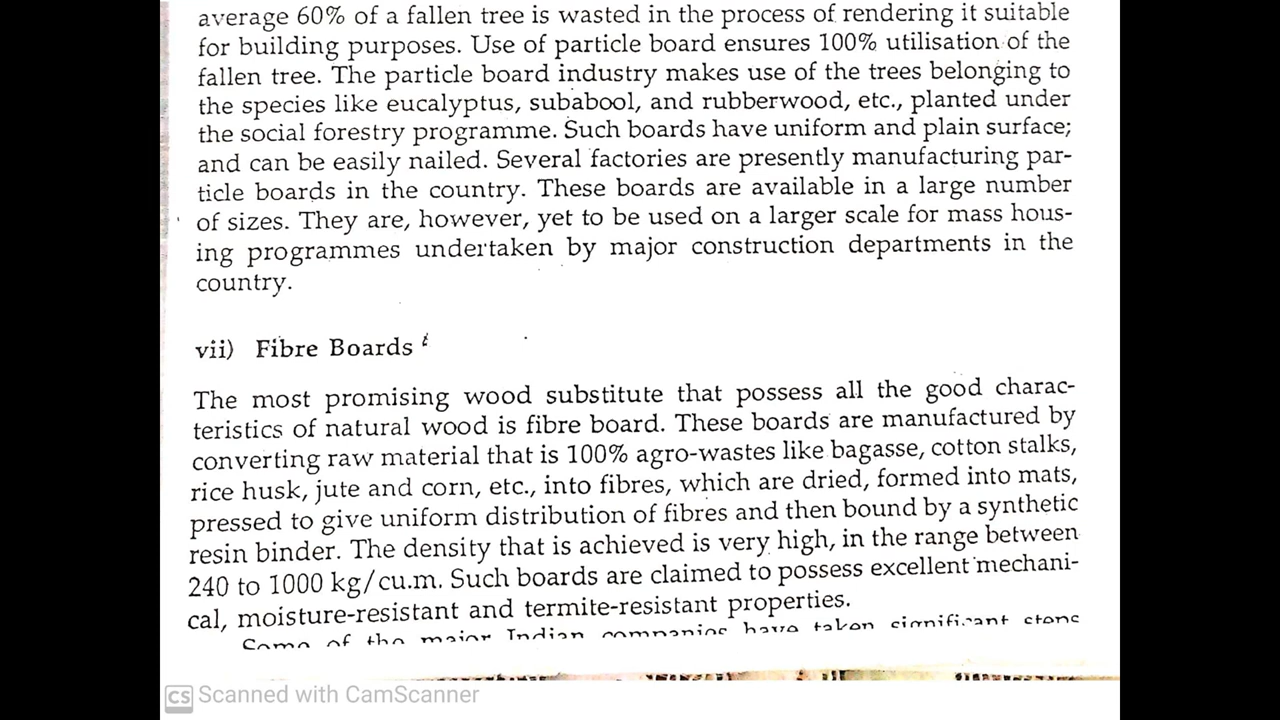 average 60% of a fallen tree is wasted in the process of rendering it suitable
for building purposes. Use of particle board ensures 100% utilisation of the
fallen tree. The particle board industry makes use of the trees belonging to
the species like eucalyptus, subabool, and rubberwood, etc., planted under
the social forestry programme. Such boards have uniform and plain surface;
and can be easily nailed. Several factories are presently manufacturing par-
ticle boards in the country. These boards are available in a large number
of sizes. They are, however, yet to be used on a larger scale for mass hous-
ing programmes undertaken by major construction departments in the
country.
vii) Fibre Boards
The most promising wood substitute that possess all the good charac-
teristics of natural wood is fibre board. These boards are manufactured by
converting raw material that is 100% agro-wastes like bagasse, cotton stalks,
rice husk, jute and corn, etc., into fibres, which are dried, formed into mats,
pressed to give uniform distribution of fibres and then bound by a synthetic
resin binder. The density that is achieved is very high, in the range between
240 to 1000 kg/cu.m. Such boards are claimed to possess excellent mechani-
cal, moisture-resistant and termite-resistant properties.
Some of the major Indian companies have taken significant steps
CS Scanned with CamScanner